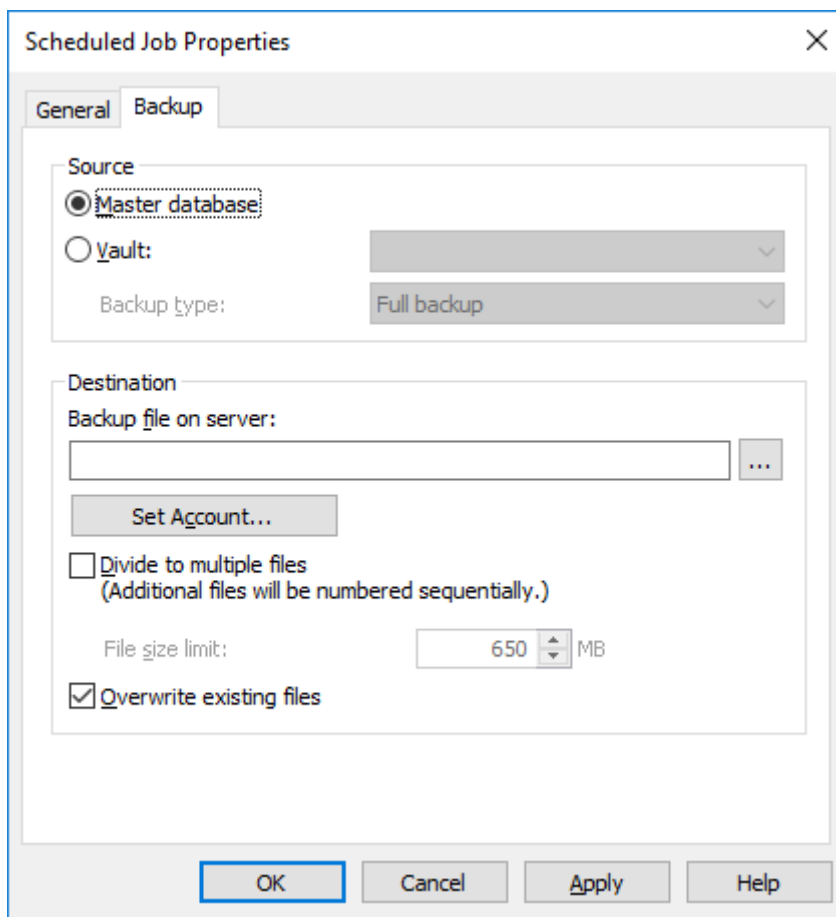 Scheduled Job Properties
General Backup
Source
Master database
Vault:
Backup type: Full backup
Destination
Backup file on server:
...
Set Account...
Divide to multiple files
(Additional files will be numbered sequentially.)
File size limit: 650 MB
Overwrite existing files
OK Cancel Apply Help